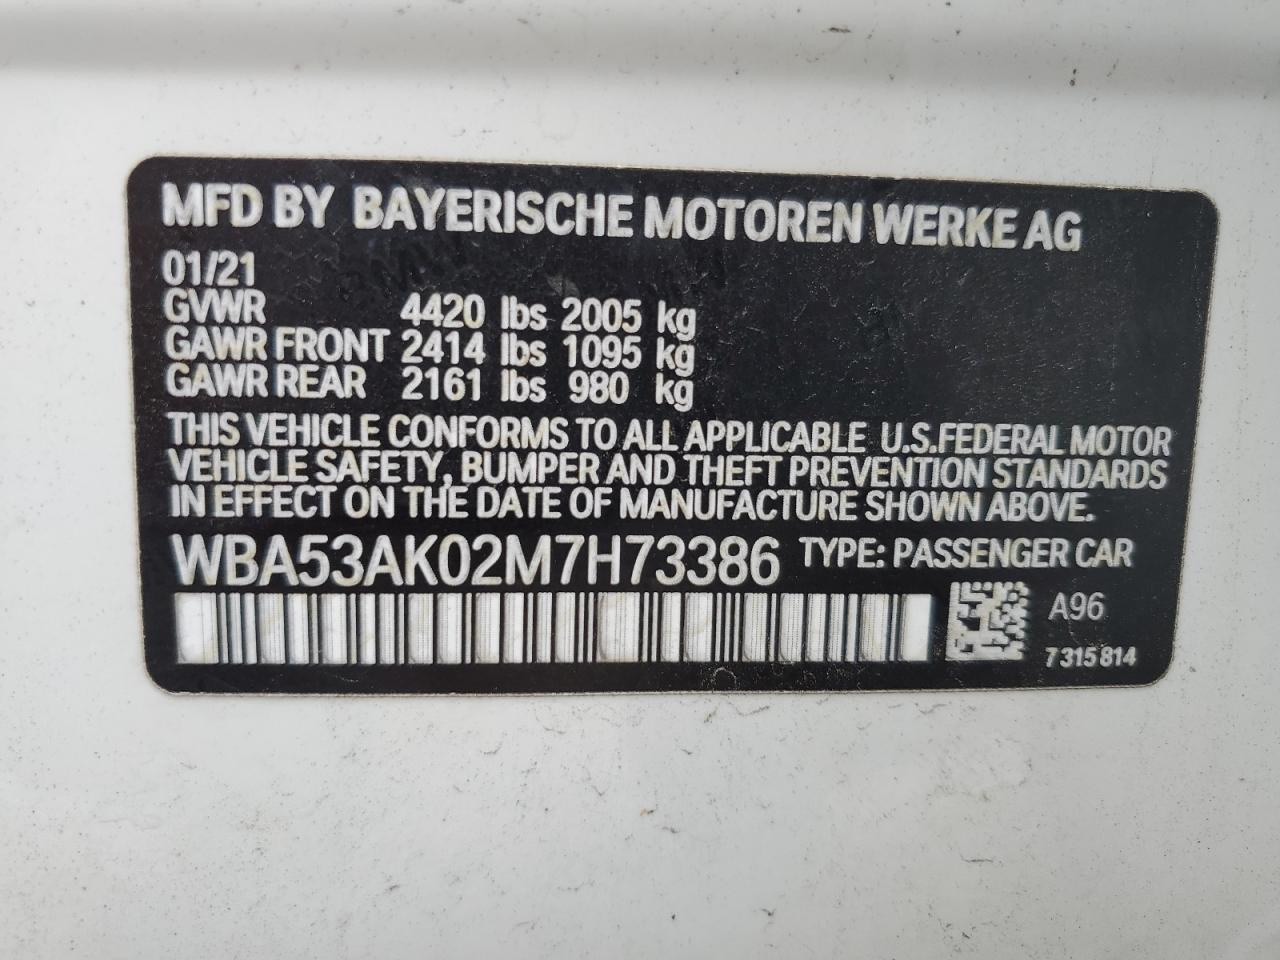 MFD BY BAYERISCHE MOTOREN WERKE AG
01/21
GVWR 4420 lbs 2005 kg
GAWR FRONT 2414 lbs 1095 kg
GAWR REAR 2161 lbs 980 kg
THIS VEHICLE CONFORMS TO ALL APPLICABLE U.S.FEDERAL MOTOR
VEHICLE SAFETY, BUMPER AND THEFT PREVENTION STANDARDS
IN EFFECT ON THE DATE OF MANUFACTURE SHOWN ABOVE.
WBA53AK02M7H73386 TYPE: PASSENGER CAR
A96
7 315 814